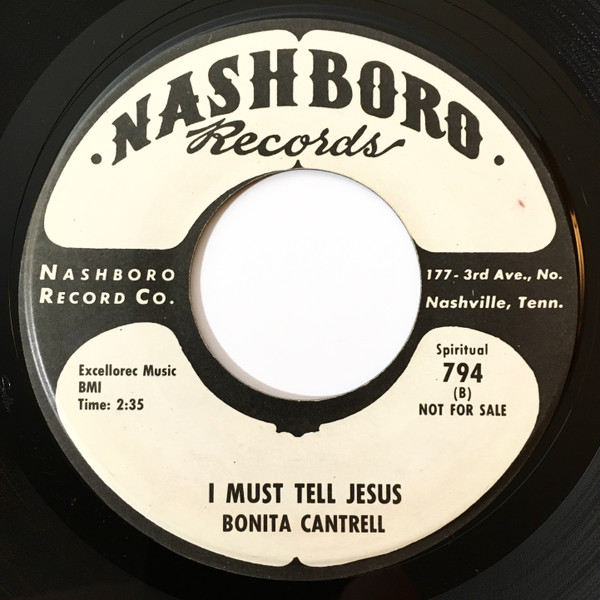 • NASHBORO •
Records
NASHBORO
RECORD CO.
177-3rd Ave., No.
Nashville, Tenn.
Excellorec Music
BMI
Time: 2:35
Spiritual
794
(B)
NOT FOR SALE
I MUST TELL JESUS
BONITA CANTRELL